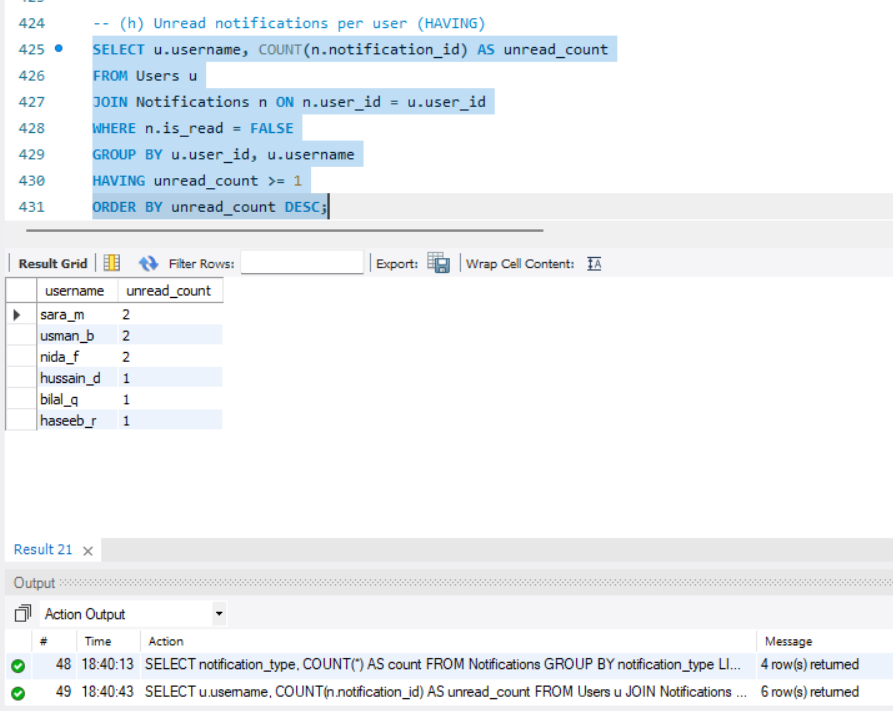 424 -- (h) Unread notifications per user (HAVING)
425 SELECT u.username, COUNT(n.notification_id) AS unread_count
426 FROM Users u
427 JOIN Notifications n ON n.user_id = u.user_id
428 WHERE n.is_read = FALSE
429 GROUP BY u.user_id, u.username
430 HAVING unread_count >= 1
431 ORDER BY unread_count DESC;
Result Grid Filter Rows: Export: Wrap Cell Content: IA
username unread_count
sara_m 2
usman_b 2
nida_f 2
hussain_d 1
bilal_q 1
haseeb_r 1
Result 21 ×
Output
Action Output
# Time Action Message
48 18:40:13 SELECT notification_type, COUNT(*) AS count FROM Notifications GROUP BY notification_type LI... 4 row(s) returned
49 18:40:43 SELECT u.username, COUNT(n.notification_id) AS unread_count FROM Users u JOIN Notifications ... 6 row(s) returned